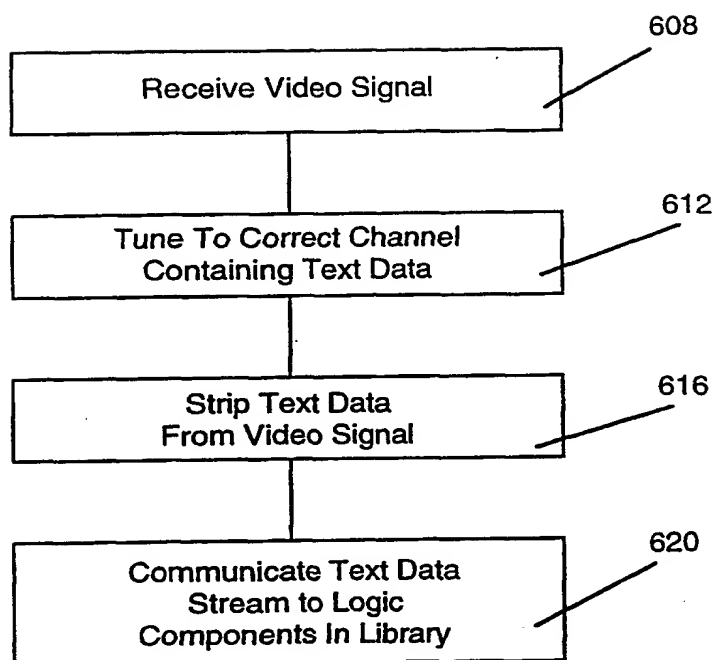 608
Receive Video Signal
612
Tune To Correct Channel
Containing Text Data
616
Strip Text Data
From Video Signal
620
Communicate Text Data
Stream to Logic
Components In Library